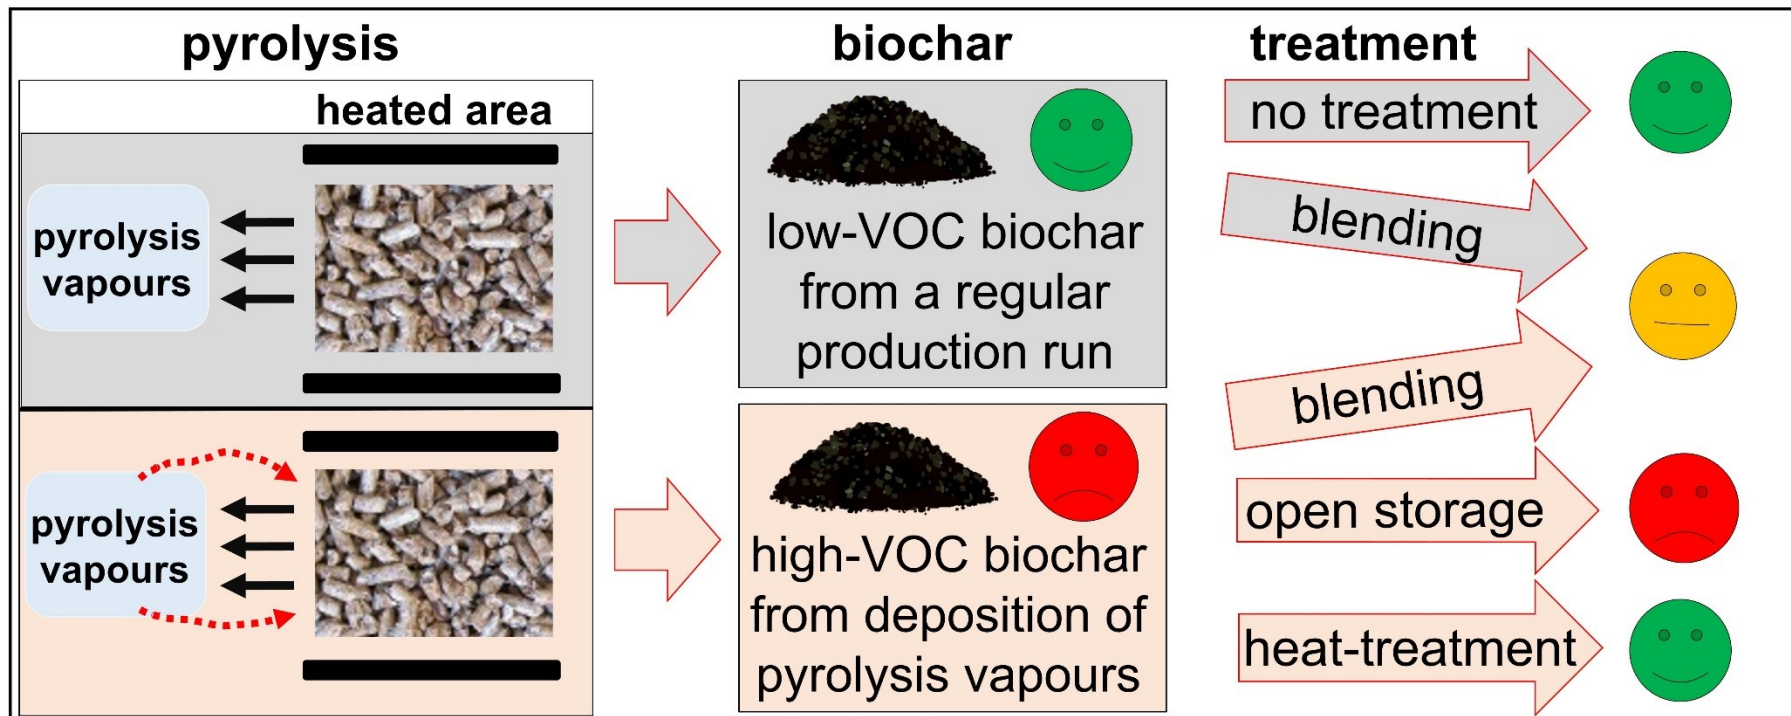 pyrolysis
heated area
pyrolysis
vapours
pyrolysis
vapours
biochar
low-VOC biochar
from a regular
production run
high-VOC biochar
from deposition of
pyrolysis vapours
treatment
no treatment
blending
blending
open storage
heat-treatment